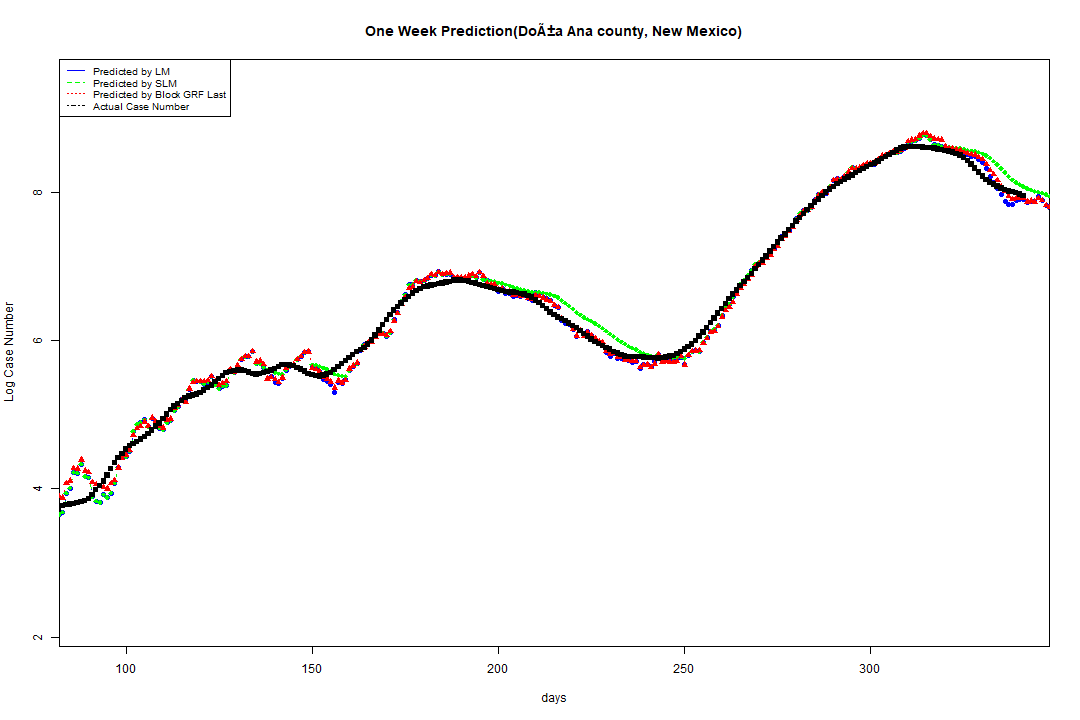 One Week Prediction(DoÃ±a Ana county, New Mexico)
Predicted by LM
Predicted by SLM
Predicted by Block GRF Last
Actual Case Number
Log Case Number
8
6
4
2
100 150 200 250 300
days